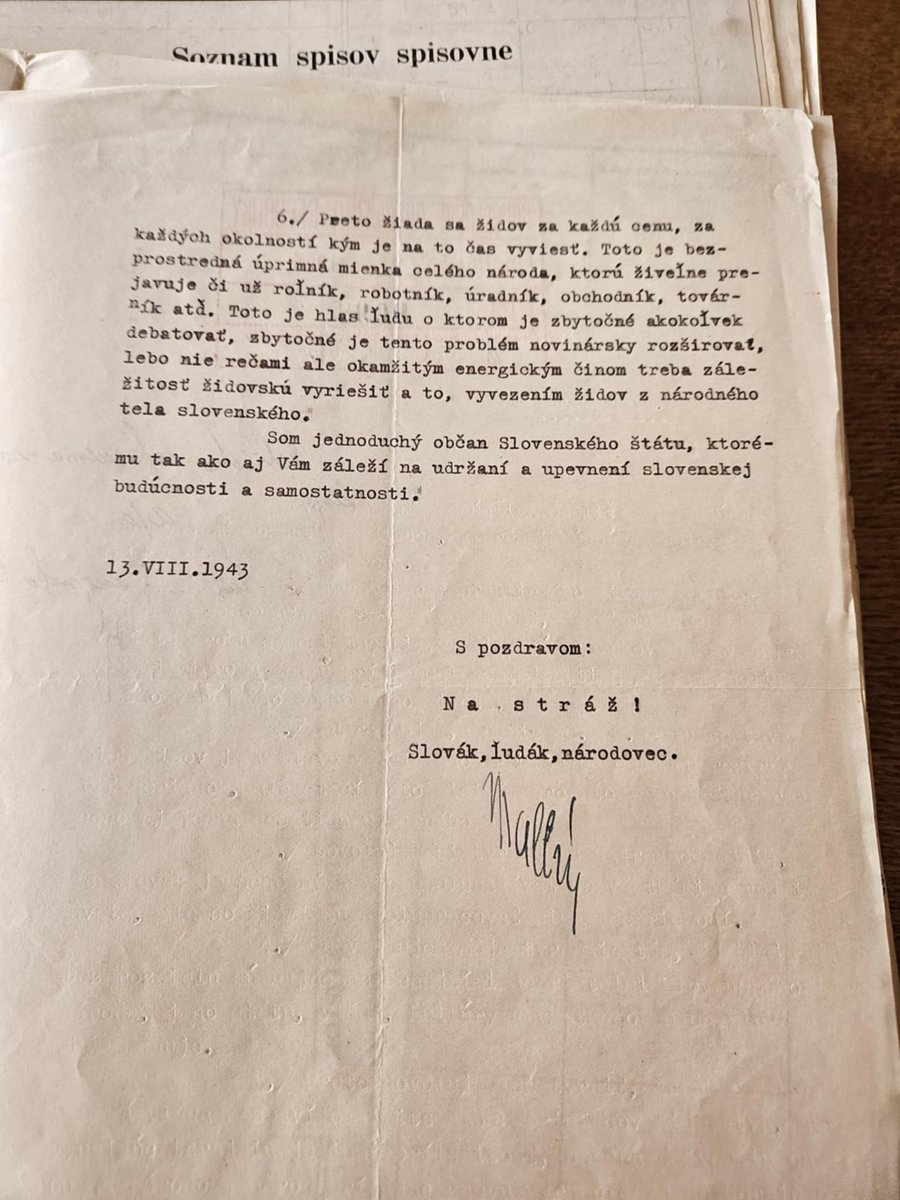 Soznam spisov spisovne
6./ Preto žiada sa židov za každú cenu, za
každých okolností kým je na to čas vyviesť. Toto je bez-
prostredná úprimná mienka celého národa, ktorú živeľne pre-
javuje či už roľník, robotník, úradník, obchodník, továr-
ník atď. Toto je hlas ľudu o ktorom je zbytočné akokoľvek
debatovať, zbytočné je tento problém novinársky rozširovať,
lebo nie rečami ale okamžitým energickým činom treba zále-
žitosť židovskú vyriešiť a to, vyvezením židov z národného
tela slovenského.
Som jednoduchý občan Slovenského štátu, ktoré-
mu tak ako aj Vám záleží na udržaní a upevnení slovenskej
budúcnosti a samostatnosti.
13.VIII.1943
S pozdravom:
Na stráž!
Slovák,ľudák,národovec.